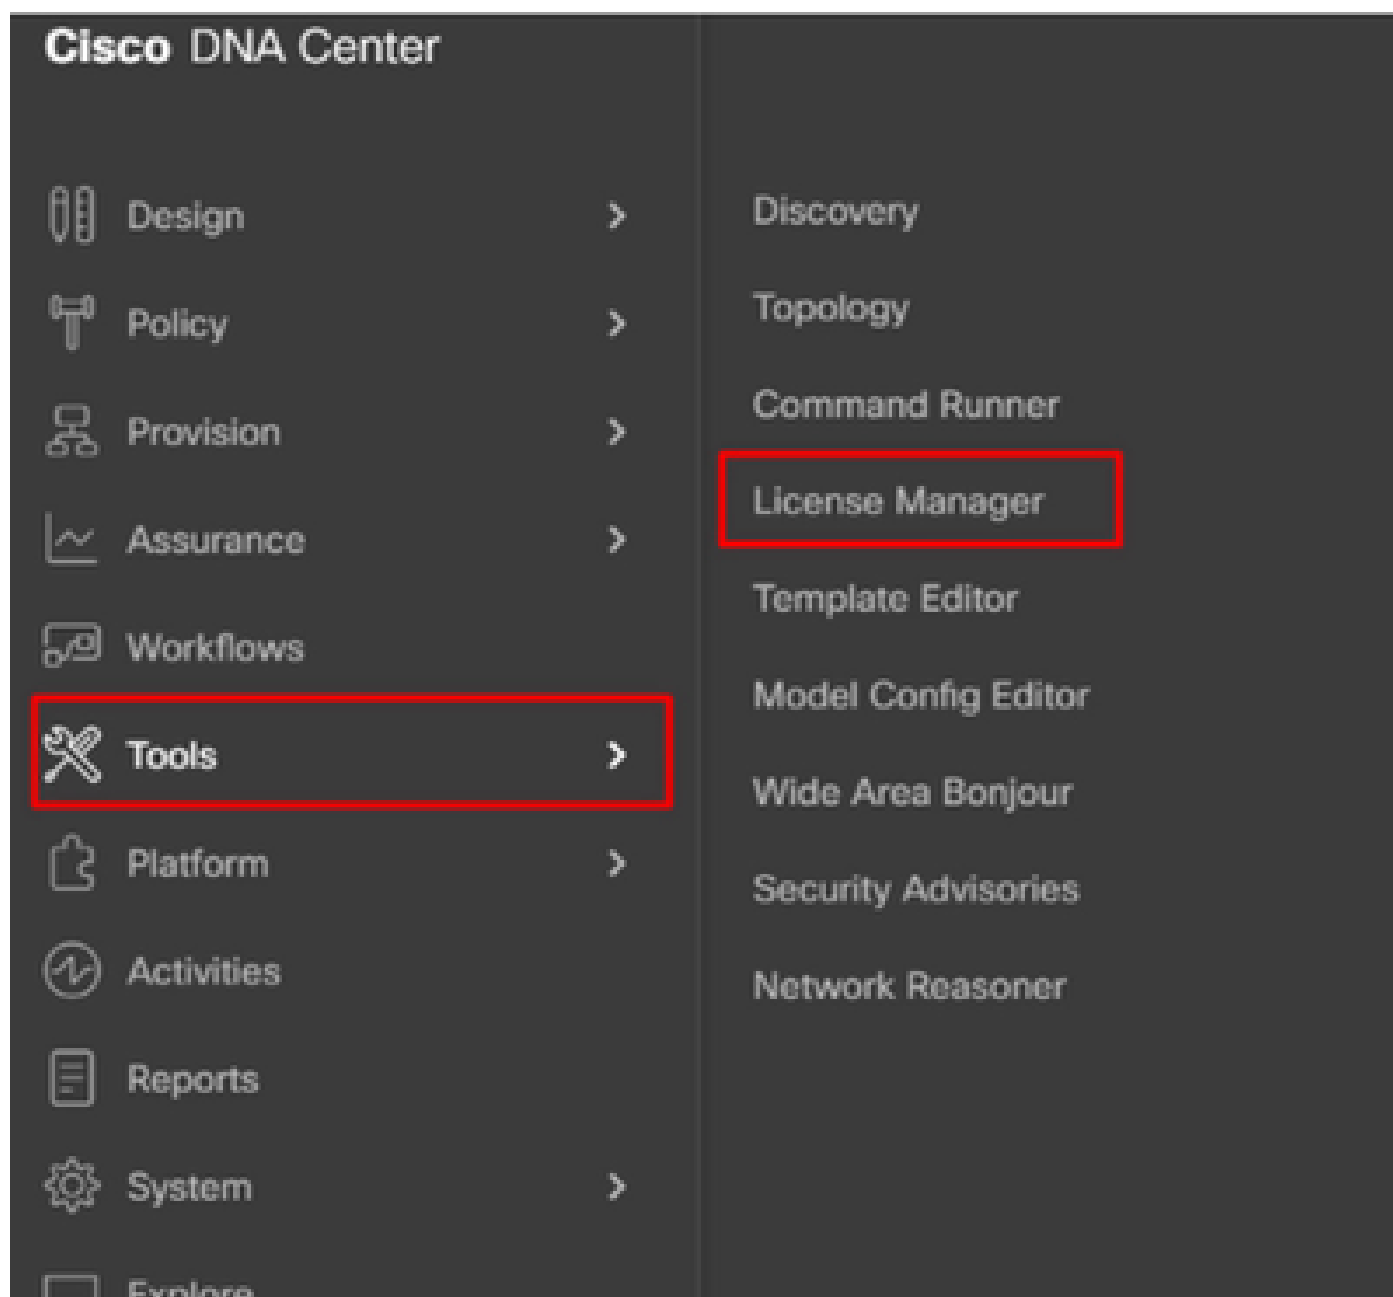 Cisco DNA Center
Design
Policy
Provision
Assurance
Workflows
Tools
Platform
Activities
Reports
System
Explore
Discovery
Topology
Command Runner
License Manager
Template Editor
Model Config Editor
Wide Area Bonjour
Security Advisories
Network Reasoner